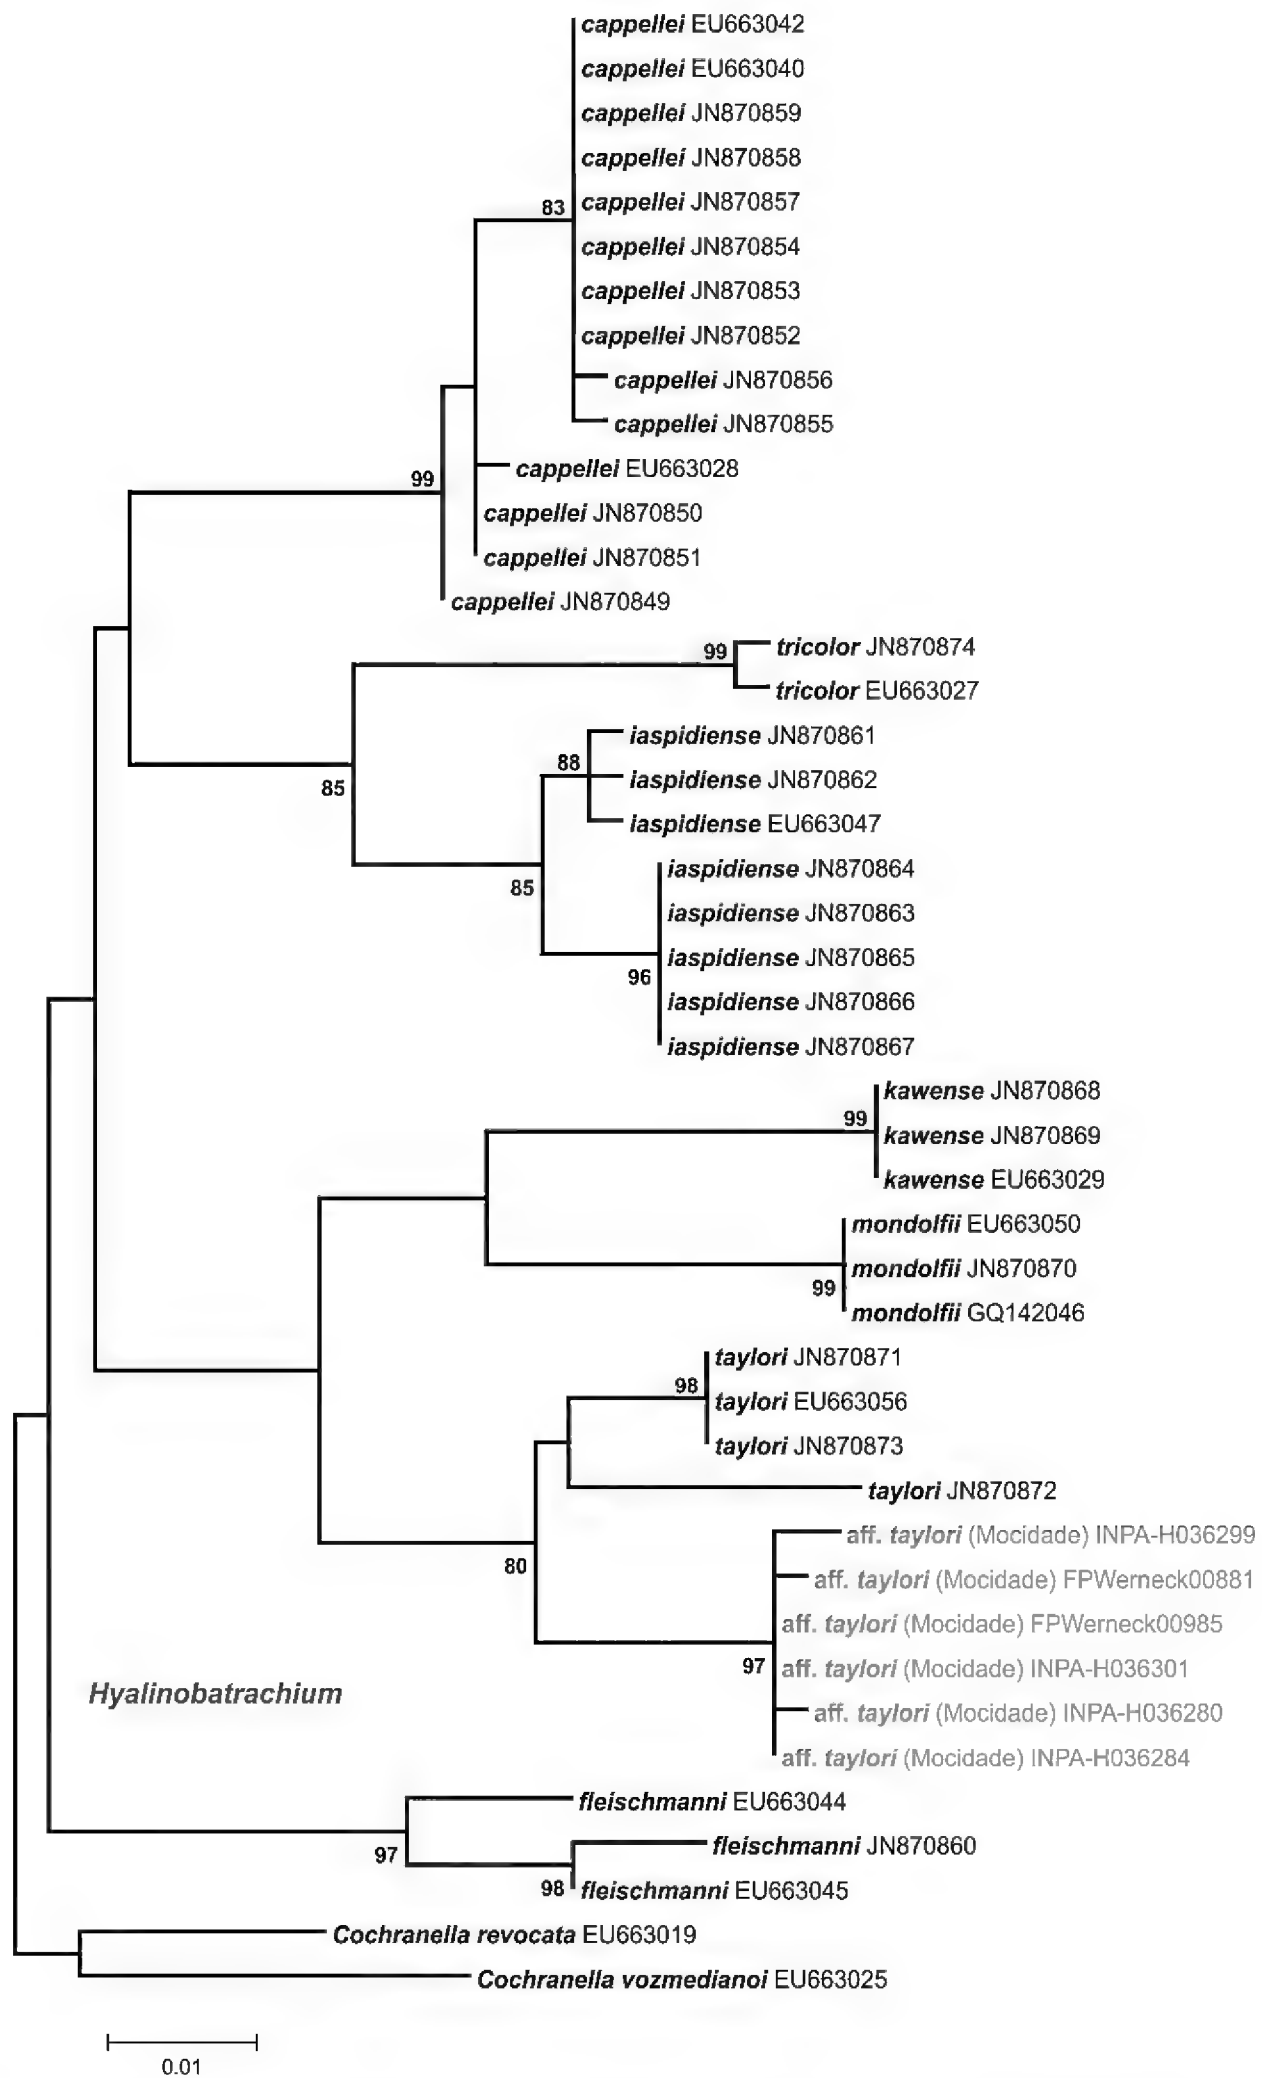 cappellei EU663042
cappellei EU663040
cappellei JN870859
cappellei JN870858
83
cappellei JN870857
cappellei JN870854
cappellei JN870853
cappellei JN870852
cappellei JN870856
cappellei JN870855
cappellei EU663028
99
cappellei JN870850
cappellei JN870851
cappellei JN870849
99
tricolor JN870874
tricolor EU663027
iaspidiense JN870861
88
iaspidiense JN870862
85
iaspidiense EU663047
iaspidiense JN870864
85
iaspidiense JN870863
iaspidiense JN870865
96
iaspidiense JN870866
iaspidiense JN870867
kawense JN870868
99
kawense JN870869
kawense EU663029
mondolfii EU663050
mondolfii JN870870
99
mondolfii GQ142046
taylori JN870871
98
taylori EU663056
taylori JN870873
taylori JN870872
aff. taylori (Mocidade) INPA-H036299
80
aff. taylori (Mocidade) FPWerneck00881
aff. taylori (Mocidade) FPWerneck00985
97
aff. taylori (Mocidade) INPA-H036301
Hyalinobatrachium
aff. taylori (Mocidade) INPA-H036280
aff. taylori (Mocidade) INPA-H036284
fleischmanni EU663044
97
fleischmanni JN870860
98
fleischmanni EU663045
Cochranella revocata EU663019
Cochranella vozmedianoi EU663025
0.01